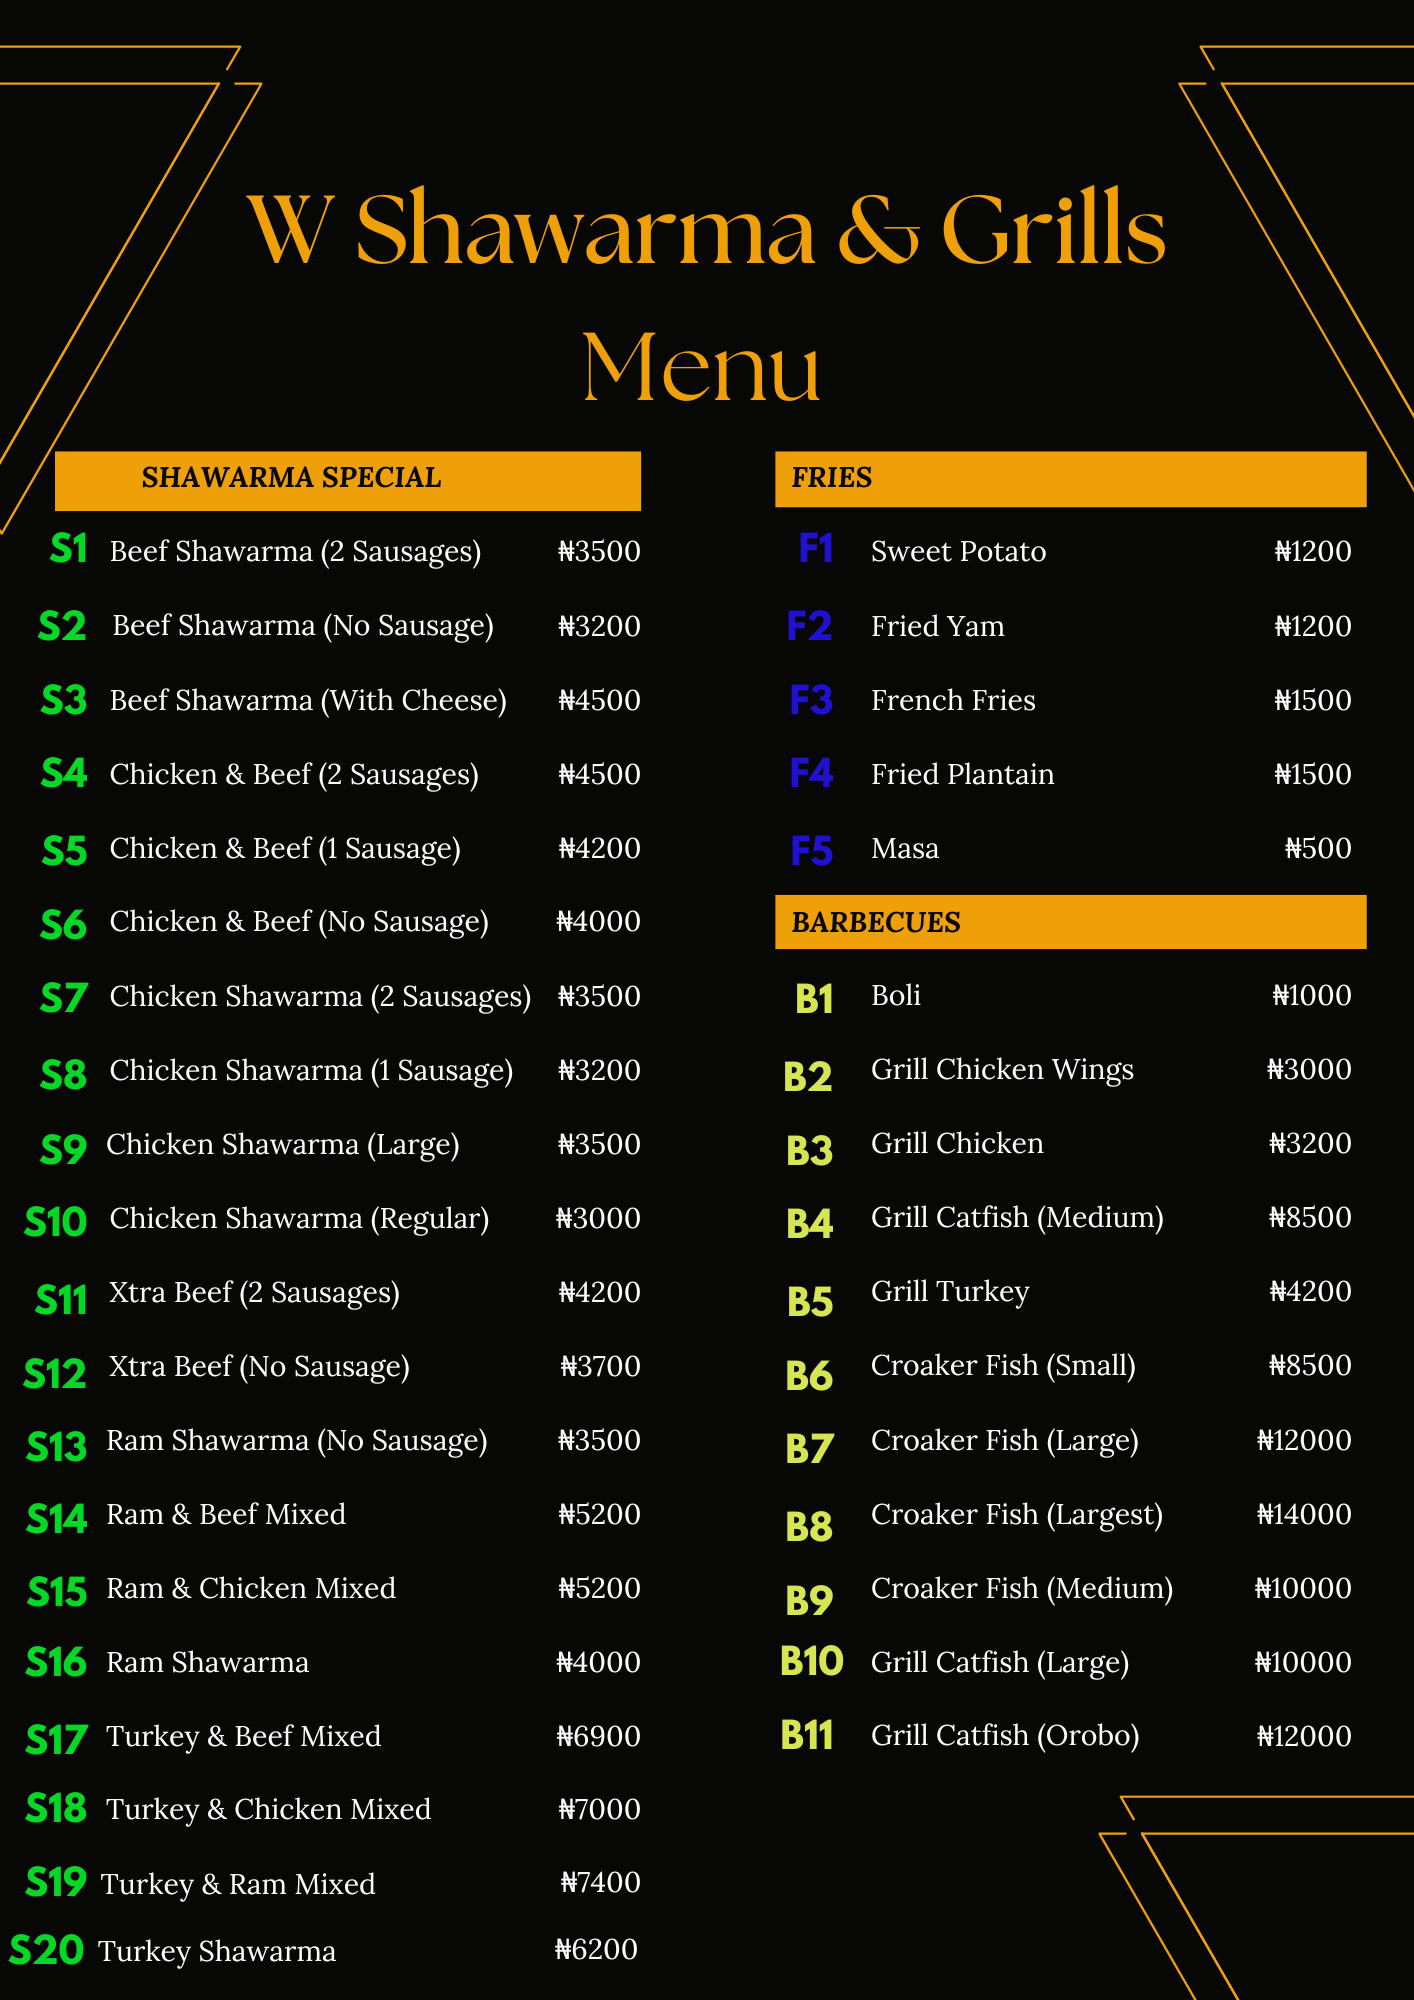 W Shawarma & Grills
Menu
SHAWARMA SPECIAL
S1 Beef Shawarma (2 Sausages) ₦3500
S2 Beef Shawarma (No Sausage) ₦3200
S3 Beef Shawarma (With Cheese) ₦4500
S4 Chicken & Beef (2 Sausages) ₦4500
S5 Chicken & Beef (1 Sausage) ₦4200
S6 Chicken & Beef (No Sausage) ₦4000
S7 Chicken Shawarma (2 Sausages) ₦3500
S8 Chicken Shawarma (1 Sausage) ₦3200
S9 Chicken Shawarma (Large) ₦3500
S10 Chicken Shawarma (Regular) ₦3000
S11 Xtra Beef (2 Sausages) ₦4200
S12 Xtra Beef (No Sausage) ₦3700
S13 Ram Shawarma (No Sausage) ₦3500
S14 Ram & Beef Mixed ₦5200
S15 Ram & Chicken Mixed ₦5200
S16 Ram Shawarma ₦4000
S17 Turkey & Beef Mixed ₦6900
S18 Turkey & Chicken Mixed ₦7000
S19 Turkey & Ram Mixed ₦7400
S20 Turkey Shawarma ₦6200
FRIES
F1 Sweet Potato ₦1200
F2 Fried Yam ₦1200
F3 French Fries ₦1500
F4 Fried Plantain ₦1500
F5 Masa ₦500
BARBECUES
B1 Boli ₦1000
B2 Grill Chicken Wings ₦3000
B3 Grill Chicken ₦3200
B4 Grill Catfish (Medium) ₦8500
B5 Grill Turkey ₦4200
B6 Croaker Fish (Small) ₦8500
B7 Croaker Fish (Large) ₦12000
B8 Croaker Fish (Largest) ₦14000
B9 Croaker Fish (Medium) ₦10000
B10 Grill Catfish (Large) ₦10000
B11 Grill Catfish (Orobo) ₦12000